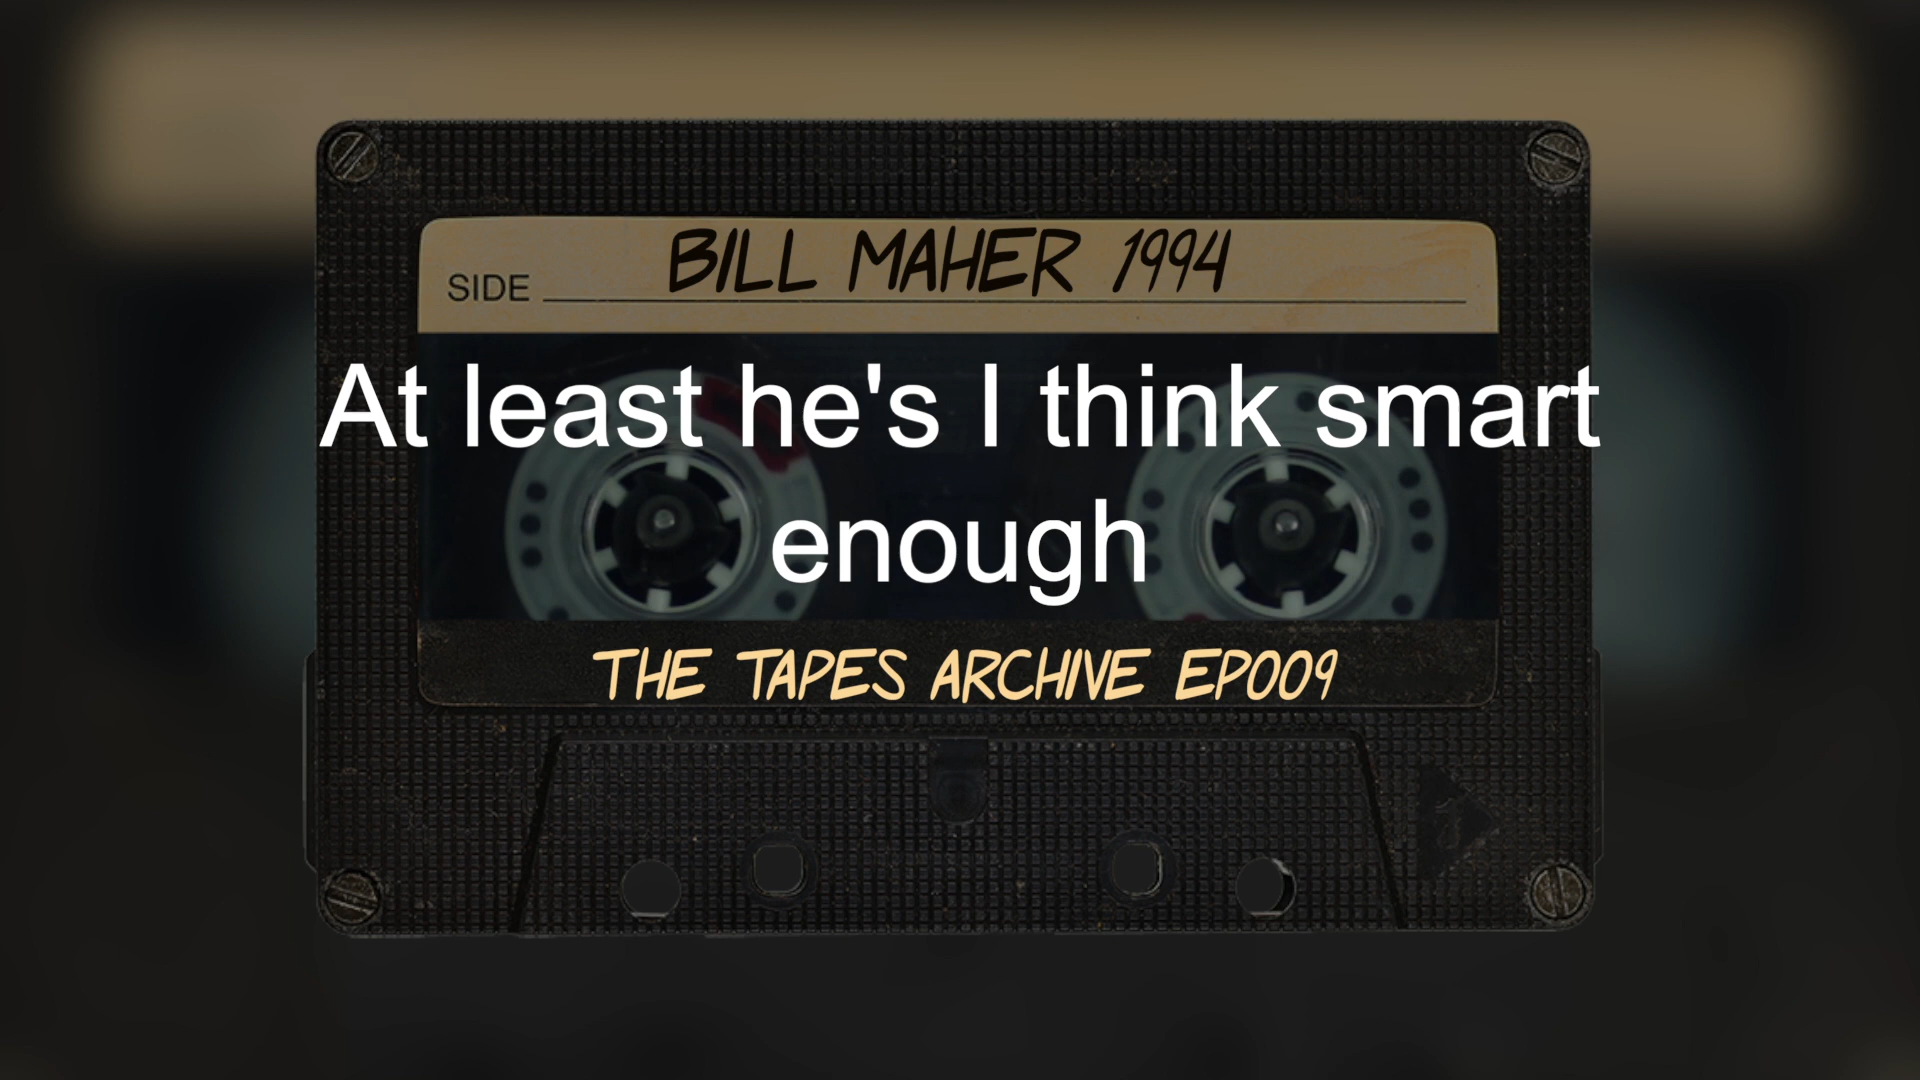 BILL MAHER 1994
SIDE
At least he's I think smart
enough
THE TAPES ARCHIVE EP009